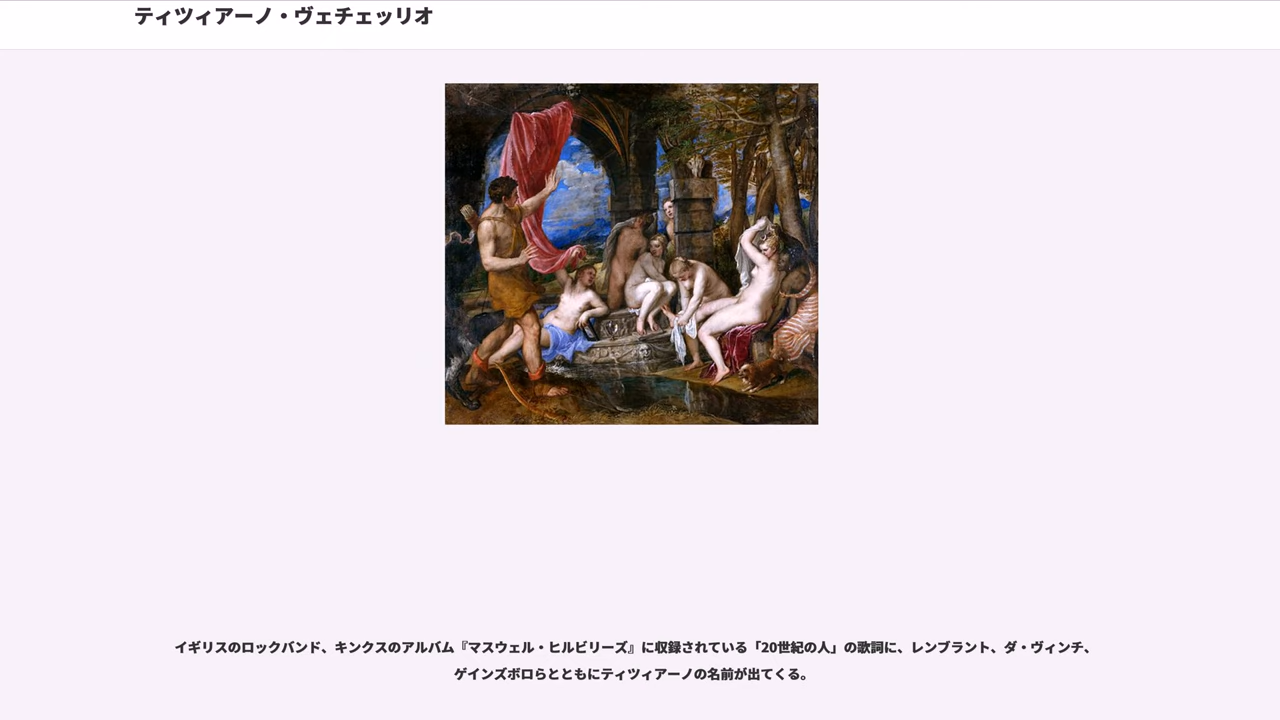 ティツィアーノ・ヴェチェッリオ
イギリスのロックバンド、キンクスのアルバム『マスウェル・ヒルビリーズ』に収録されている「20世紀の人」の歌詞に、レンブラント、ダ・ヴィンチ、
ゲインズボロらとともにティツィアーノの名前が出てくる。